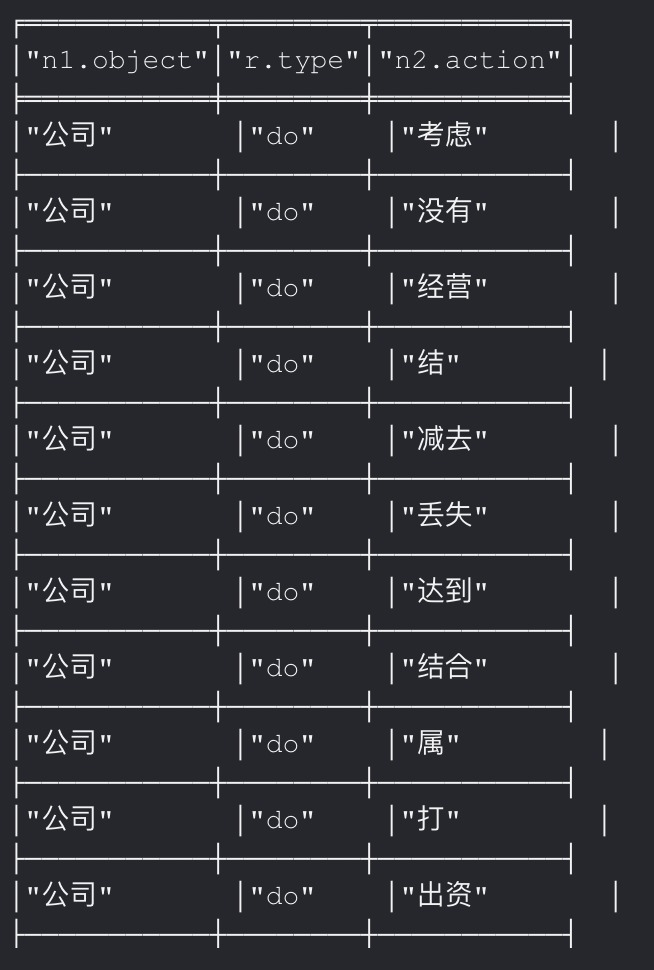 "n1.object" "r.type" "n2.action"
"公司" "do" "考虑"
"公司" "do" "没有"
"公司" "do" "经营"
"公司" "do" "结"
"公司" "do" "减去"
"公司" "do" "丢失"
"公司" "do" "达到"
"公司" "do" "结合"
"公司" "do" "属"
"公司" "do" "打"
"公司" "do" "出资"